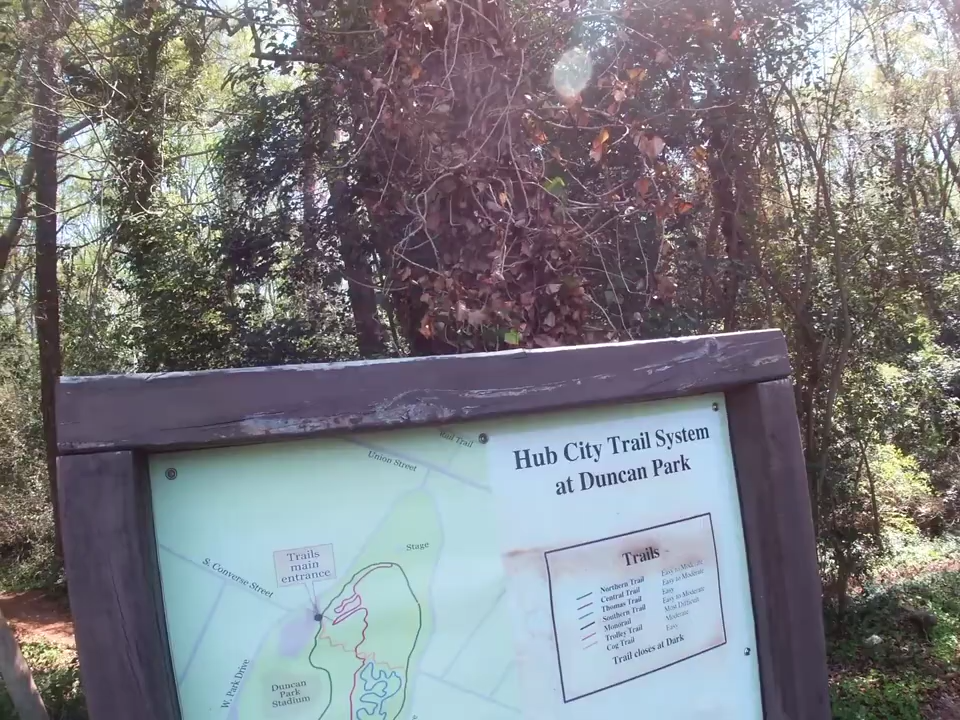 Rail Trail
Union Street
Hub City Trail System
at Duncan Park
Stage
Trails
main
entrance
S. Converse Street
W. Park Drive
Duncan
Park
Stadium
Trails
Northern Trail Easy to Moderate
Central Trail Easy to Moderate
Thomas Trail Easy
Southern Trail Easy to Moderate
Monorail Most Difficult
Trolley Trail Moderate
Cog Trail Easy
Trail closes at Dark